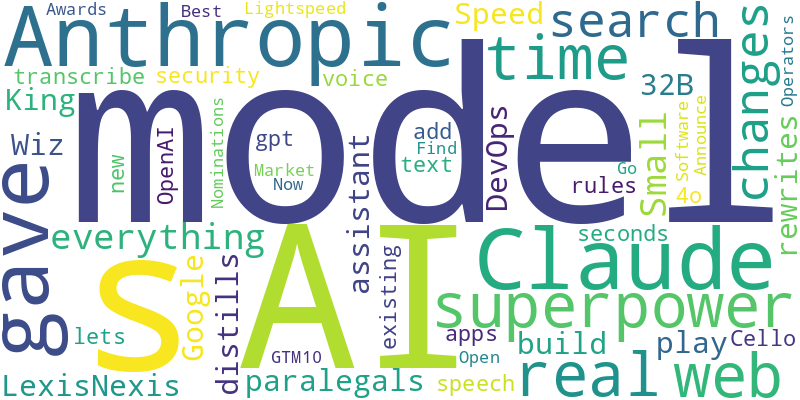 Awards
Best
Lightspeed
Anthropic
Speed
search
changes
Operators
transcribe
security
voice
time
King
32B
model
Wiz
new
OpenAI
Nominations
gpt
add
Find
text
Market
Now
assistant
DevOps
Go
rules
Small
4o
Software
Announce
rewrites
gave
everything
s
AI
existing
Claude
seconds
superpower
Google
distills
lets
GTM10
apps
Open
build
play
Cello
LexisNexis
paralegals
speech
real
web